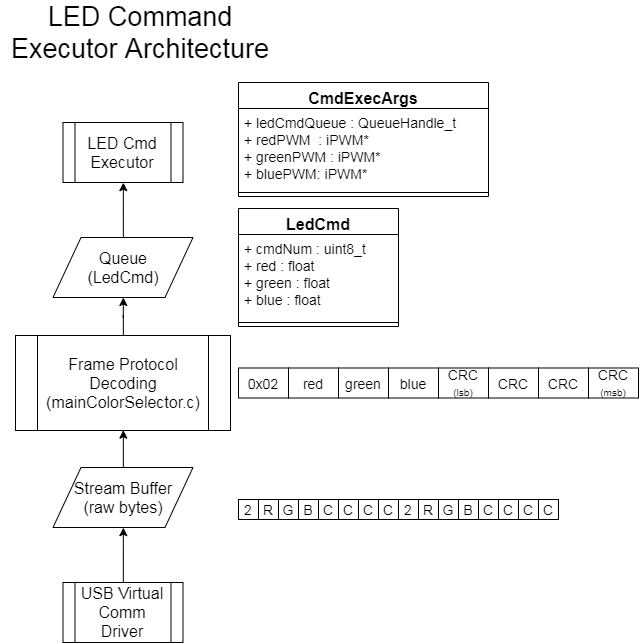 LED Command
Executor Architecture
CmdExecArgs
+ ledCmdQueue : QueueHandle_t
+ redPWM  : iPWM*
+ greenPWM : iPWM*
+ bluePWM: iPWM*
LED Cmd
Executor
LedCmd
+ cmdNum : uint8_t
+ red : float
+ green : float
+ blue : float
Queue
(LedCmd)
Frame Protocol
Decoding
(mainColorSelector.c)
0x02 red green blue CRC CRC CRC CRC
(lsb) (msb)
Stream Buffer
(raw bytes)
2 R G B C C C C 2 R G B C C C C
USB Virtual
Comm
Driver